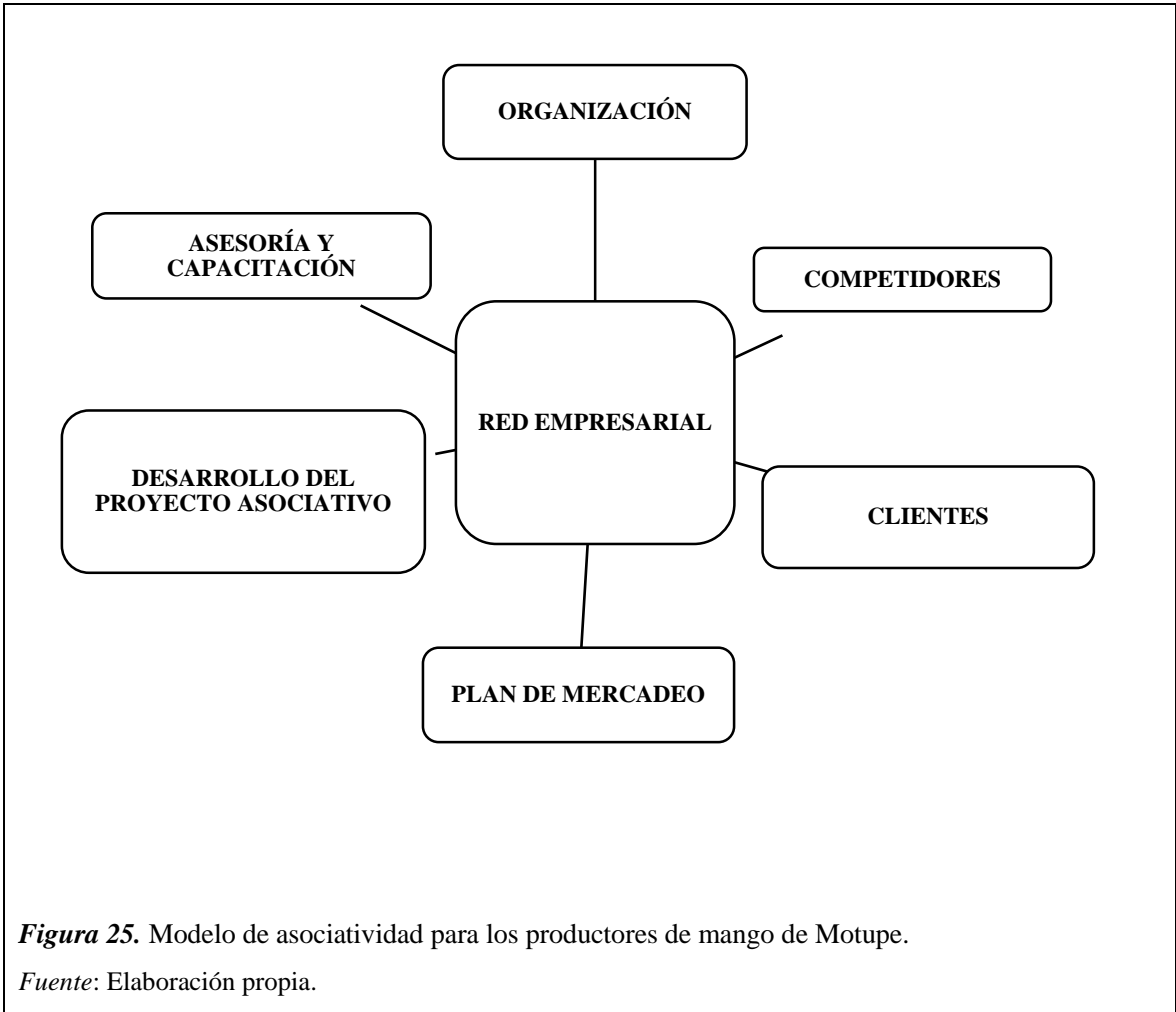 ORGANIZACIÓN
ASESORÍA Y
CAPACITACIÓN
COMPETIDORES
RED EMPRESARIAL
DESARROLLO DEL
PROYECTO ASOCIATIVO
CLIENTES
PLAN DE MERCADEO
Figura 25. Modelo de asociatividad para los productores de mango de Motupe.
Fuente: Elaboración propia.